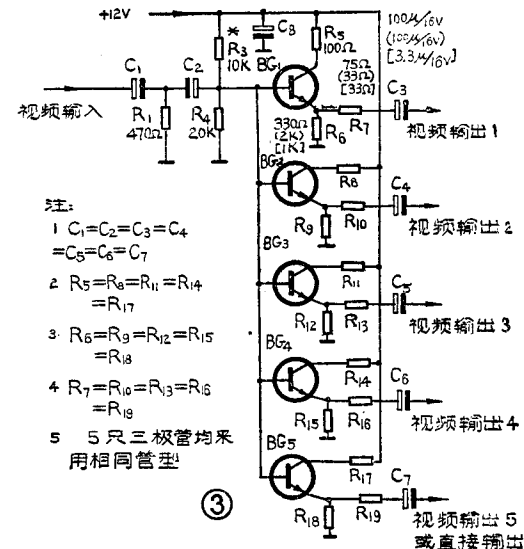 +12V
C8
R5
100Ω
100μ/16V
(100μ/6V)
[3.3μ/16V]
*
R3
10K
BG1
75Ω
(33Ω)
[33Ω]
C1
C2
C3
视频输入
R1
470Ω
R4
20K
330Ω
(2K)
[1K]
R6
R7
视频输出1
BG2
R8
C4
R9
R10
视频输出2
注:
1 C1=C2=C3=C4
=C5=C6=C7
BG3
R11
C5
2 R5=R8=R11=R14
=R17
R12
R13
视频输出3
3. R6=R9=R12=R15
=R18
BG4
R14
C6
4 R7=R10=R13=R16
=R19
R15
R16
视频输出4
5 5只三极管均采
用相同管型
BG5
R17
C7
③
R18
R19
视频输出5
或直接输出